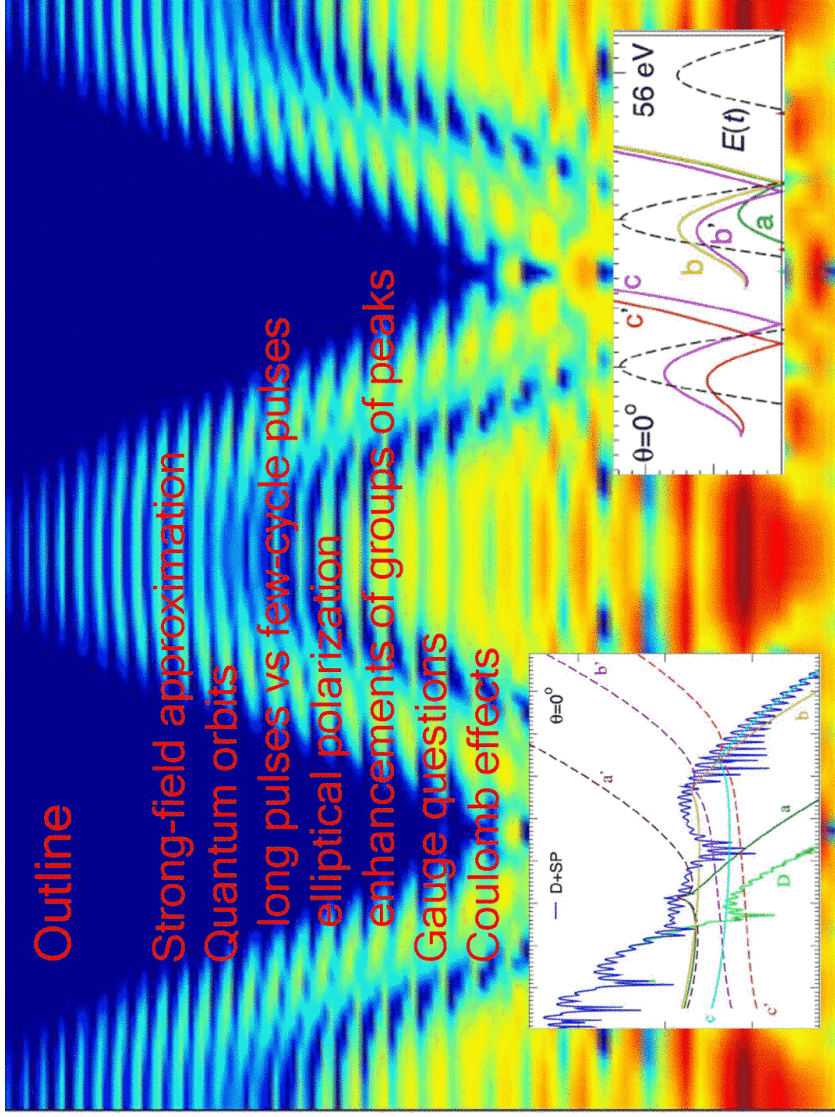 Outline
Strong-field approximation
Quantum orbits
long pulses vs few-cycle pulses
elliptical polarization
enhancements of groups of peaks
Gauge questions
Coulomb effects
D+SP
θ=0°
a'
b'
c
c'
D
a
b
θ=0°
56 eV
E(t)
c'
c
b
b'
a